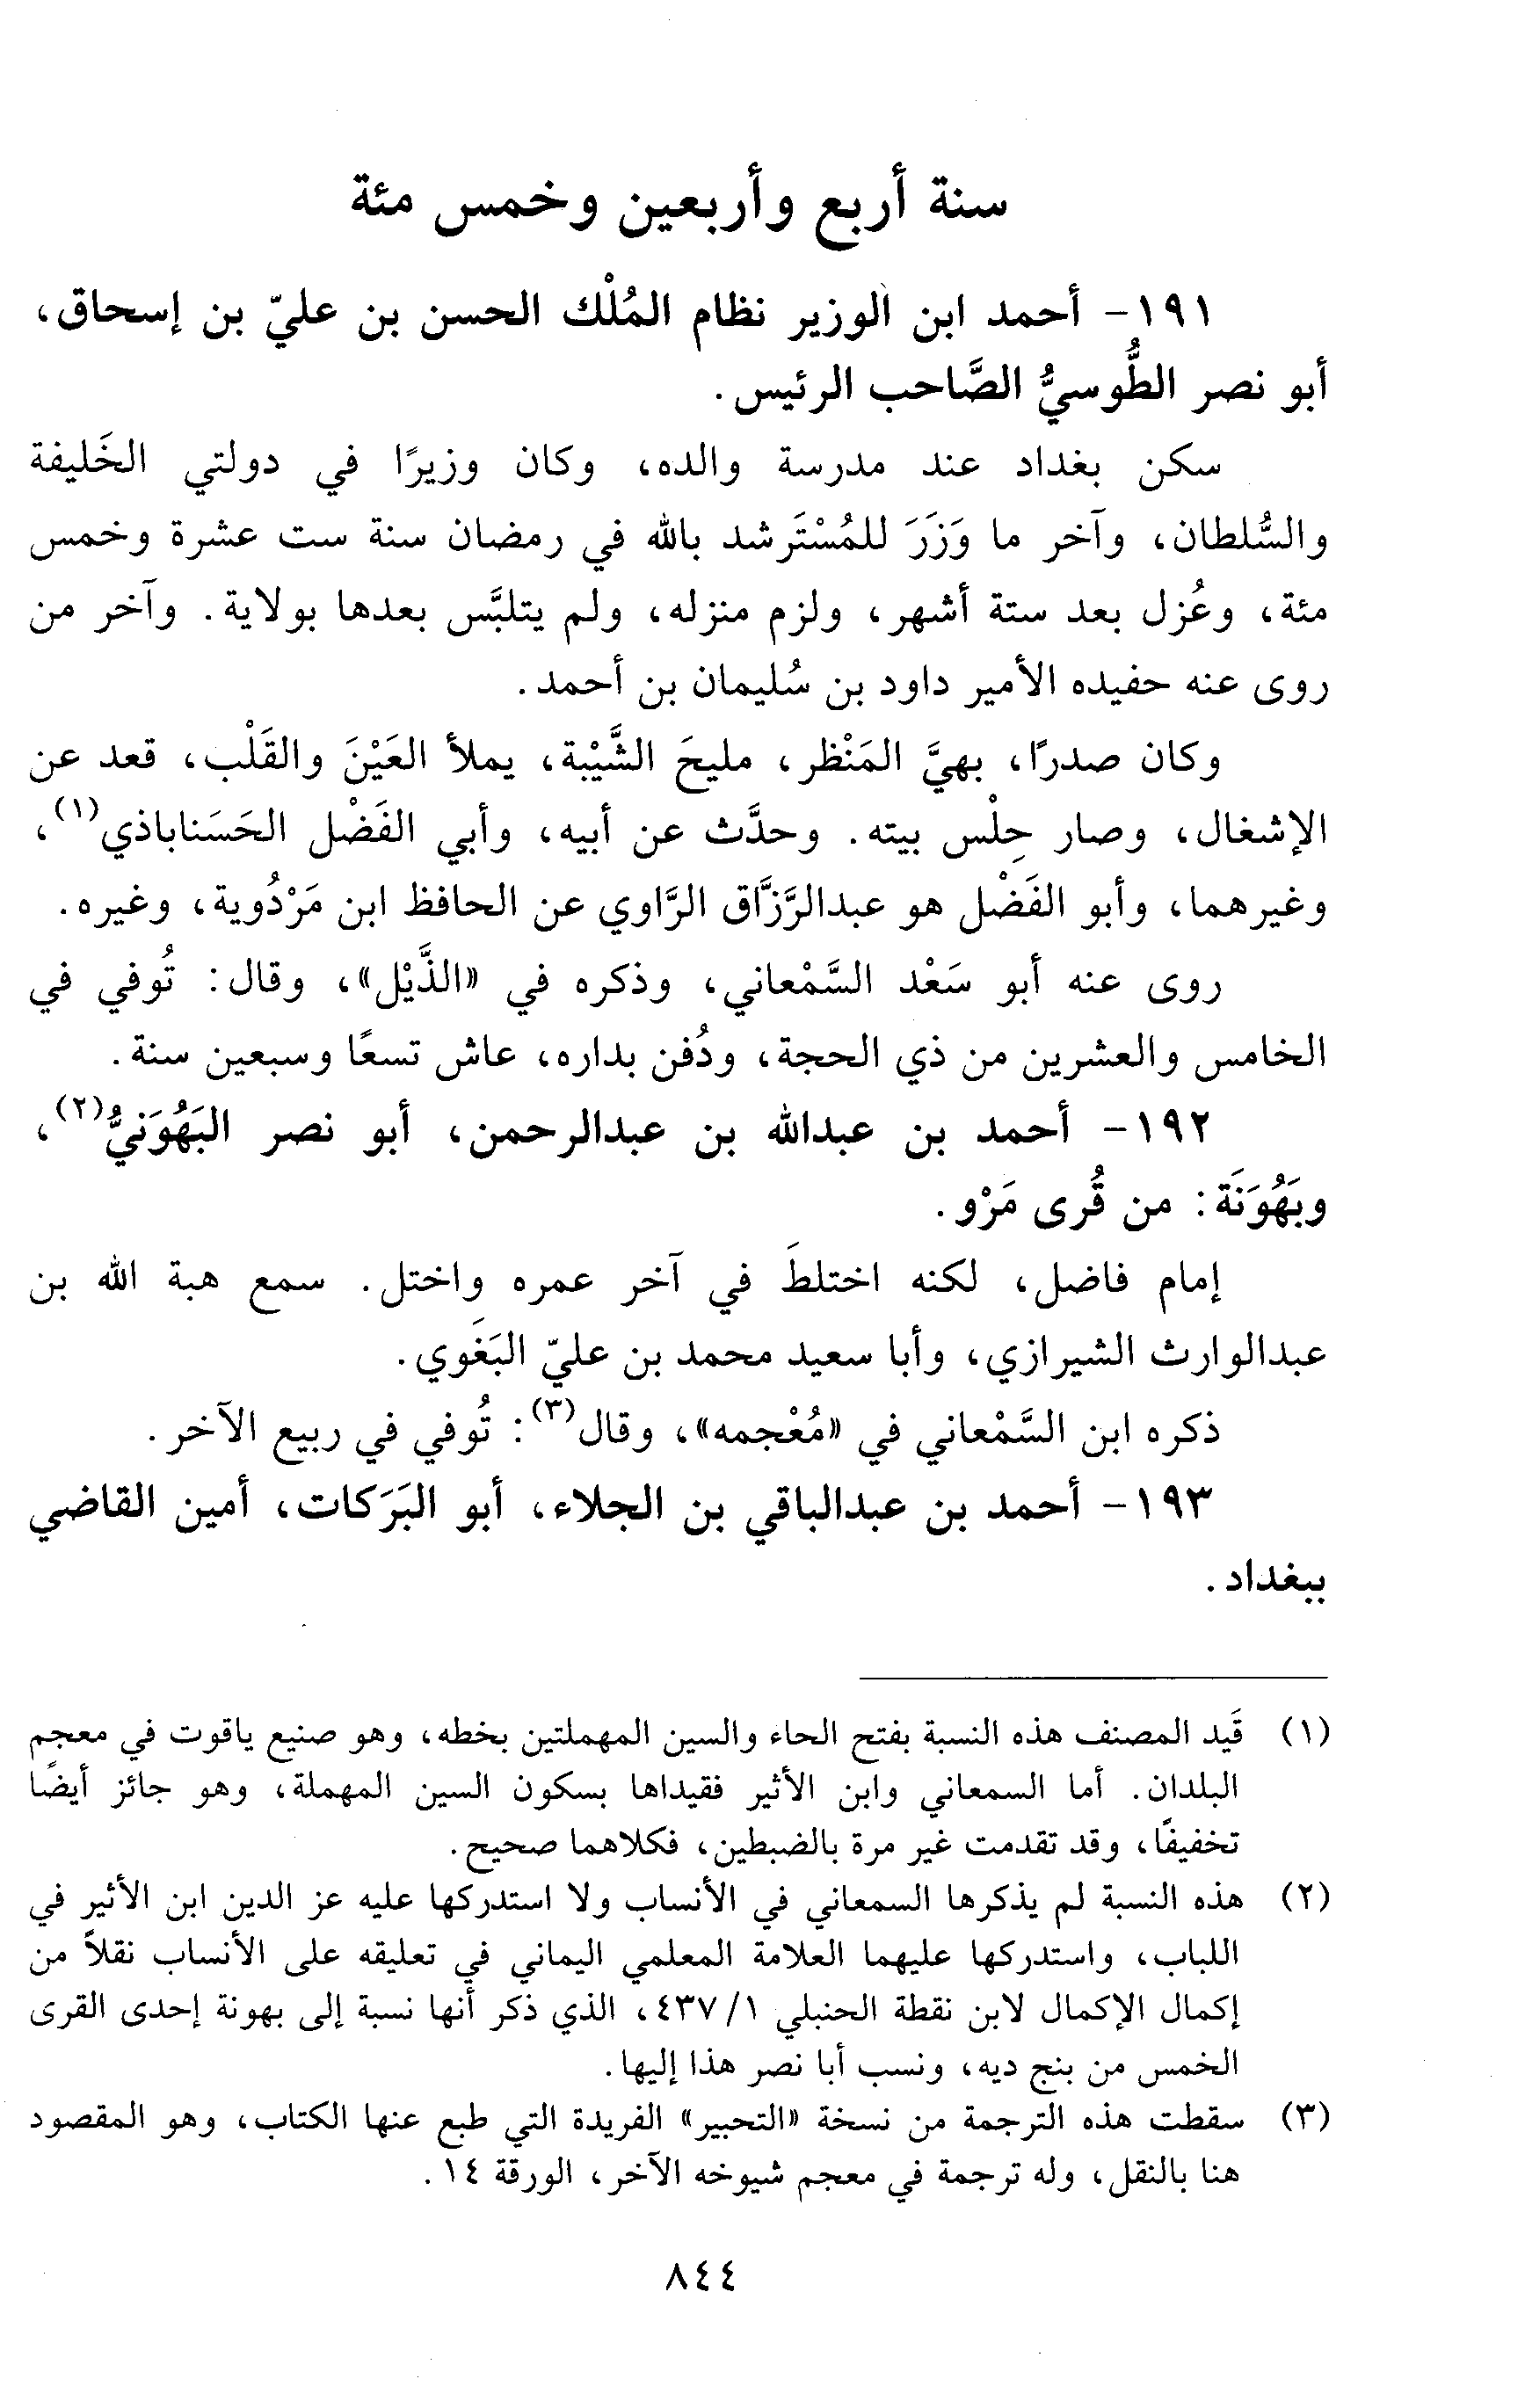 سنة أربع وأربعين وخمس مئة
١٩١- أحمد ابن الوزير نظام المُلْك الحسن بن عليّ بن إسحاق،
أبو نصر الطُّوسيُّ الصَّاحب الرئيس.
سكن بغداد عند مدرسة والده، وكان وزيرًا في دولتي الخَليفة
والسُّلطان، وآخر ما وَزَرَ للمُسْتَرشد بالله في رمضان سنة ست عشرة وخمس
مئة، وعُزل بعد ستة أشهر، ولزم منزله، ولم يتلبَّس بعدها بولاية. وآخر من
روى عنه حفيده الأمير داود بن سُليمان بن أحمد.
وكان صدرًا، بهيَّ المَنْظر، مليحَ الشَّيْبة، يملأ العَيْنَ والقَلْب، قعد عن
الإشغال، وصار حِلْس بيته. وحدَّث عن أبيه، وأبي الفَضْل الحَسَناباذي(١)،
وغيرهما، وأبو الفَضْل هو عبدالرَّزَّاق الرَّاوي عن الحافظ ابن مَرْدُوية، وغيره.
روى عنه أبو سَعْد السَّمْعاني، وذكره في «الذَّيْل»، وقال: تُوفي في
الخامس والعشرين من ذي الحجة، ودُفن بداره، عاش تسعًا وسبعين سنة.
١٩٢- أحمد بن عبدالله بن عبدالرحمن، أبو نصر البَهُوَنيُّ(٢)،
وبَهُوَنَة: من قُرى مَرْو.
إمام فاضل، لكنه اختلطَ في آخر عمره واختل. سمع هبة الله بن
عبدالوارث الشيرازي، وأبا سعيد محمد بن عليّ البَغَوي.
ذكره ابن السَّمْعاني في «مُعْجمه»، وقال(٣): تُوفي في ربيع الآخر.
١٩٣- أحمد بن عبدالباقي بن الجلاء، أبو البَرَكات، أمين القاضي
ببغداد.
(١) قَيد المصنف هذه النسبة بفتح الحاء والسين المهملتين بخطه، وهو صنيع ياقوت في معجم
البلدان. أما السمعاني وابن الأثير فقيداها بسكون السين المهملة، وهو جائز أيضًا
تخفيفًا، وقد تقدمت غير مرة بالضبطين، فكلاهما صحيح.
(٢) هذه النسبة لم يذكرها السمعاني في الأنساب ولا استدركها عليه عز الدين ابن الأثير في
اللباب، واستدركها عليهما العلامة المعلمي اليماني في تعليقه على الأنساب نقلاً من
إكمال الإكمال لابن نقطة الحنبلي ١/ ٤٣٧، الذي ذكر أنها نسبة إلى بهونة إحدى القرى
الخمس من بنج ديه، ونسب أبا نصر هذا إليها.
(٣) سقطت هذه الترجمة من نسخة «التحبير» الفريدة التي طبع عنها الكتاب، وهو المقصود
هنا بالنقل، وله ترجمة في معجم شيوخه الآخر، الورقة ١٤.
٨٤٤